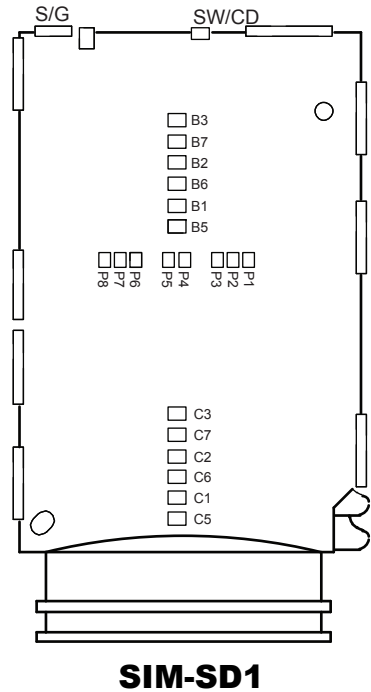 S/G
SW/CD
B3
B7
B2
B6
B1
B5
P8 P7 P6 P5 P4 P3 P2 P1
C3
C7
C2
C6
C1
C5
SIM-SD1